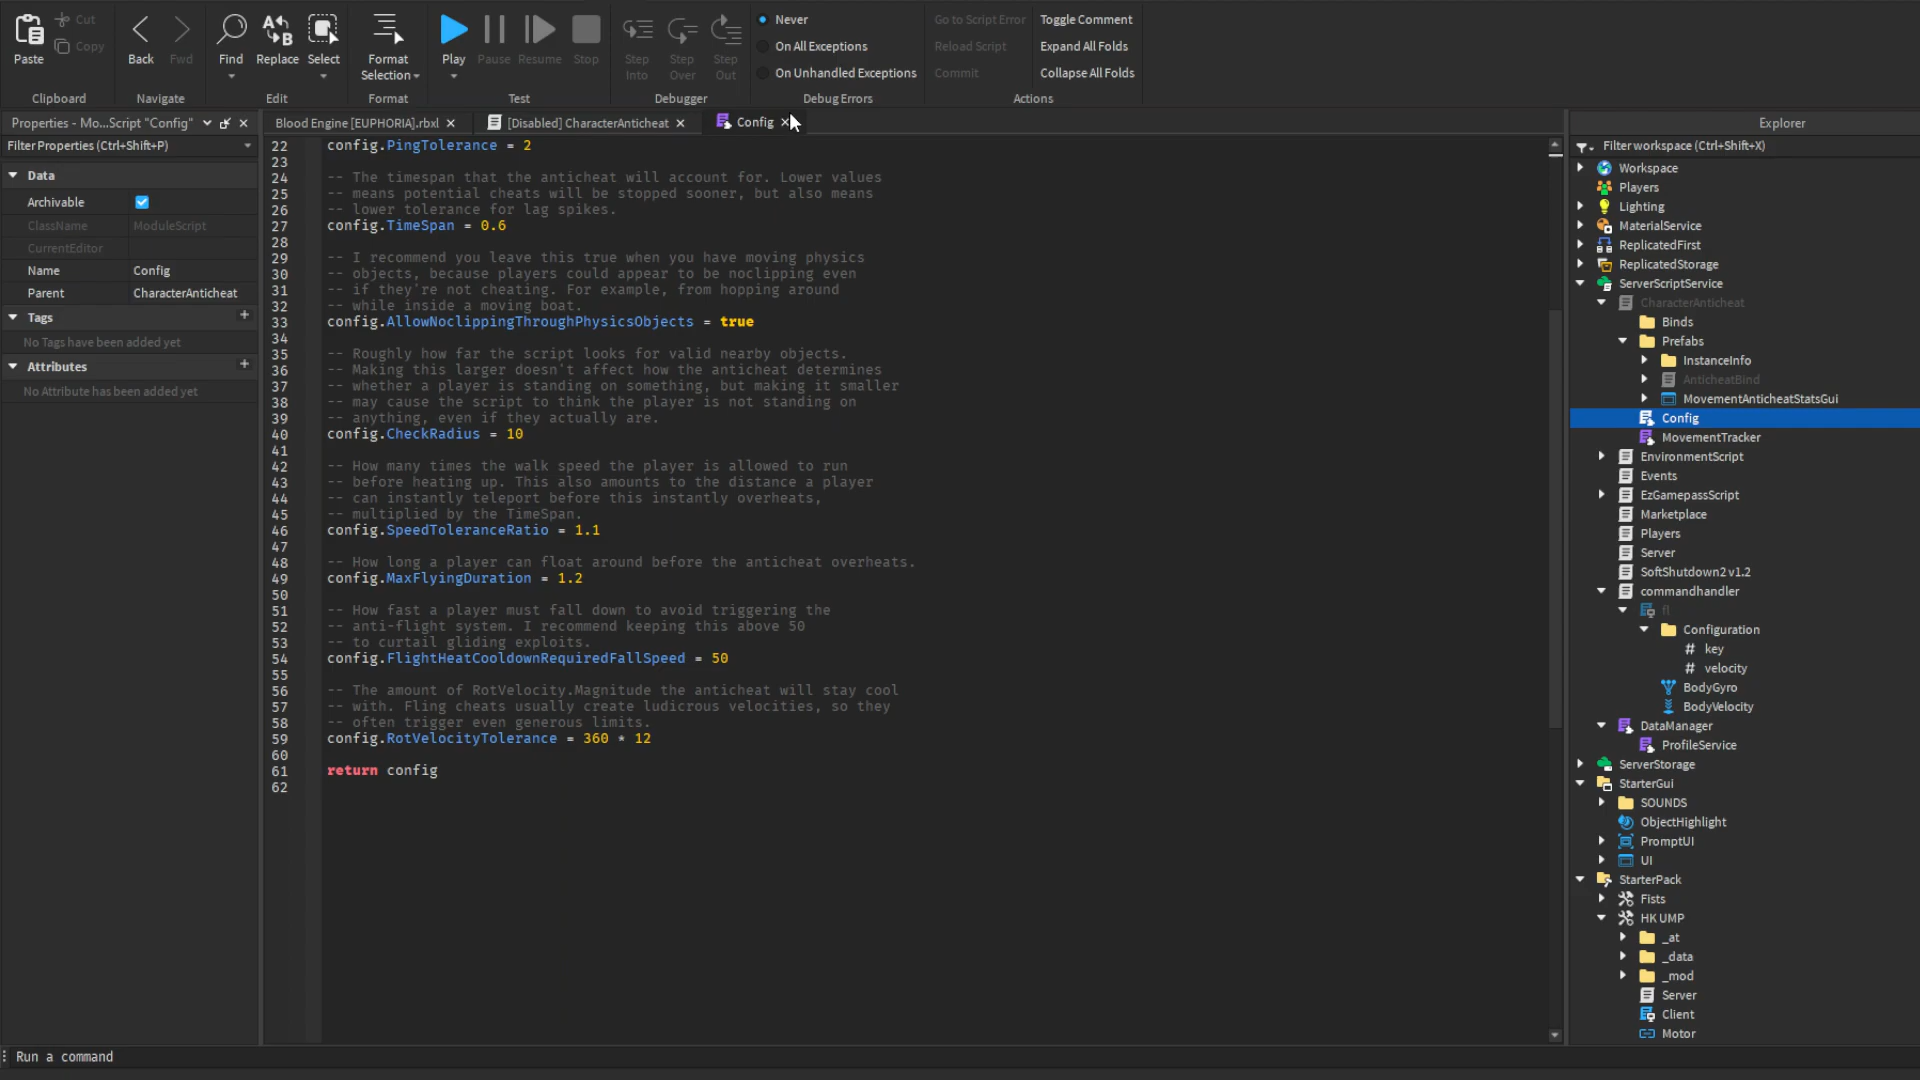 Paste
Cut
Copy
Clipboard
Back
Fwd
Navigate
Find
Replace
Select
Edit
Format
Selection
Format
Play
Pause
Resume
Stop
Test
Step
Into
Step
Over
Step
Out
Debugger
Never
On All Exceptions
On Unhandled Exceptions
Debug Errors
Go to Script Error
Reload Script
Commit
Toggle Comment
Expand All Folds
Collapse All Folds
Actions
Properties - Mo...Script "Config"
Filter Properties (Ctrl+Shift+P)
Data
Archivable
ClassName ModuleScript
CurrentEditor
Name Config
Parent CharacterAnticheat
Tags
No Tags have been added yet
Attributes
No Attribute has been added yet
Blood Engine [EUPHORIA].rbxl
[Disabled] CharacterAnticheat
Config
22 config.PingTolerance = 2
23
24 -- The timespan that the anticheat will account for. Lower values
25 -- means potential cheats will be stopped sooner, but also means
26 -- lower tolerance for lag spikes.
27 config.TimeSpan = 0.6
28
29 -- I recommend you leave this true when you have moving physics
30 -- objects, because players could appear to be noclipping even
31 -- if they're not cheating. For example, from hopping around
32 -- while inside a moving boat.
33 config.AllowNoclippingThroughPhysicsObjects = true
34
35 -- Roughly how far the script looks for valid nearby objects.
36 -- Making this larger doesn't affect how the anticheat determines
37 -- whether a player is standing on something, but making it smaller
38 -- may cause the script to think the player is not standing on
39 -- anything, even if they actually are.
40 config.CheckRadius = 10
41
42 -- How many times the walk speed the player is allowed to run
43 -- before heating up. This also amounts to the distance a player
44 -- can instantly teleport before this instantly overheats,
45 -- multiplied by the TimeSpan.
46 config.SpeedToleranceRatio = 1.1
47
48 -- How long a player can float around before the anticheat overheats.
49 config.MaxFlyingDuration = 1.2
50
51 -- How fast a player must fall down to avoid triggering the
52 -- anti-flight system. I recommend keeping this above 50
53 -- to curtail gliding exploits.
54 config.FlightHeatCooldownRequiredFallSpeed = 50
55
56 -- The amount of RotVelocity.Magnitude the anticheat will stay cool
57 -- with. Fling cheats usually create ludicrous velocities, so they
58 -- often trigger even generous limits.
59 config.RotVelocityTolerance = 360 * 12
60
61 return config
62
Explorer
Filter workspace (Ctrl+Shift+X)
Workspace
Players
Lighting
MaterialService
ReplicatedFirst
ReplicatedStorage
ServerScriptService
CharacterAnticheat
Binds
Prefabs
InstanceInfo
AnticheatBind
MovementAnticheatStatsGui
Config
MovementTracker
EnvironmentScript
Events
EzGamepassScript
Marketplace
Players
Server
SoftShutdown2 v1.2
commandhandler
fl
Configuration
# key
# velocity
BodyGyro
BodyVelocity
DataManager
ProfileService
ServerStorage
StarterGui
SOUNDS
ObjectHighlight
PromptUI
UI
StarterPack
Fists
HK UMP
_at
_data
_mod
Server
Client
Motor
Run a command